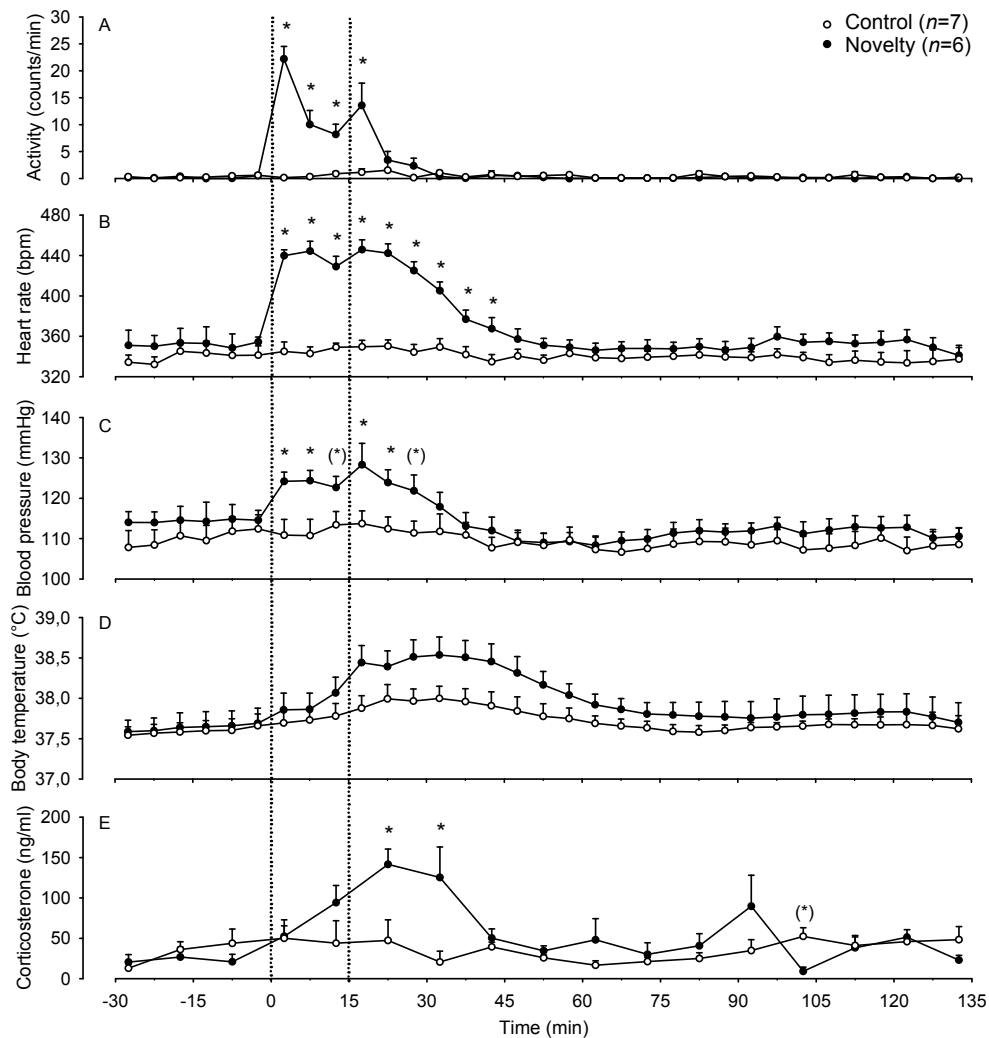 A
Control (n=7)
Novelty (n=6)
Activity (counts/min)
30
25
20
15
10
5
0
* * * *
B
Heart rate (bpm)
480
440
400
360
320
* * * * * * * * *
C
Blood pressure (mmHg)
140
130
120
110
100
* * (*) * * (*)
D
Body temperature (°C)
39,0
38,5
38,0
37,5
37,0
E
Corticosterone (ng/ml)
200
150
100
50
0
* * (*)
-30 -15 0 15 30 45 60 75 90 105 120 135
Time (min)